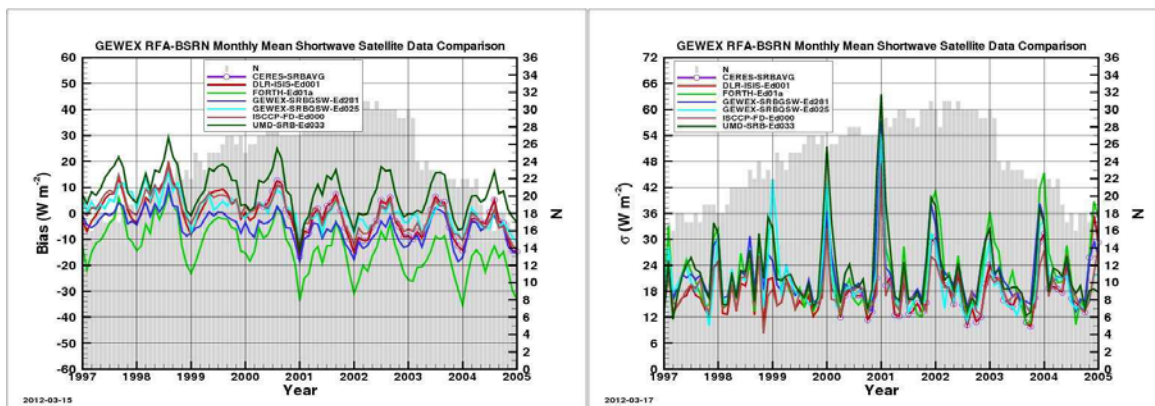 GEWEX RFA-BSRN Monthly Mean Shortwave Satellite Data Comparison
N
CERES-SRBAVG
DLR-ISIS-Ed001
FORTH-Ed01a
GEWEX-SRBGSW-Ed281
GEWEX-SRBQSW-Ed025
ISCCP-FD-Ed000
UMD-SRB-Ed033
Bias (W m⁻²)
60
50
40
30
20
10
0
-10
-20
-30
-40
-50
-60
1997 1998 1999 2000 2001 2002 2003 2004 2005
Year
36
34
32
30
28
26
24
22
20
18
16
14
12
10
8
6
4
2
0
N
2012-03-15
GEWEX RFA-BSRN Monthly Mean Shortwave Satellite Data Comparison
N
CERES-SRBAVG
DLR-ISIS-Ed001
FORTH-Ed01a
GEWEX-SRBGSW-Ed281
GEWEX-SRBQSW-Ed025
ISCCP-FD-Ed000
UMD-SRB-Ed033
σ (W m⁻²)
72
66
60
54
48
42
36
30
24
18
12
6
0
1997 1998 1999 2000 2001 2002 2003 2004 2005
Year
36
34
32
30
28
26
24
22
20
18
16
14
12
10
8
6
4
2
0
N
2012-03-17